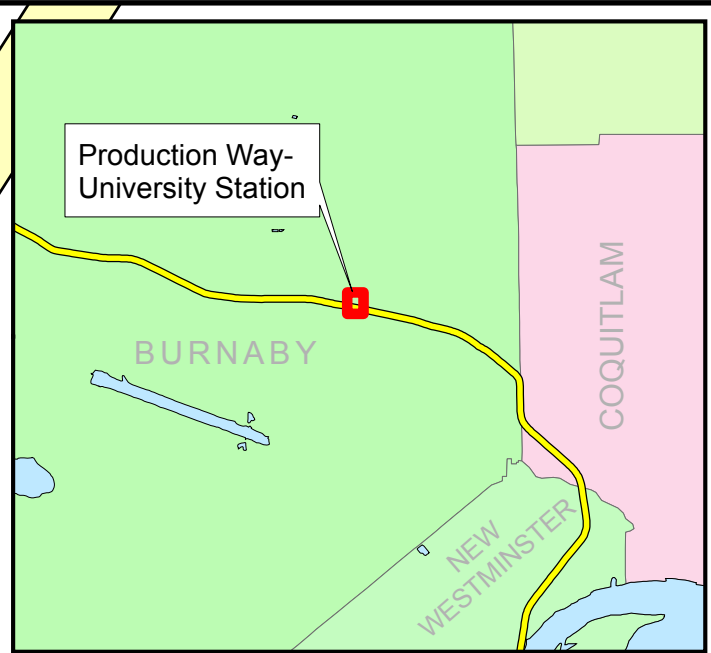 Production Way-
University Station
BURNABY
COQUITLAM
NEW
WESTMINSTER